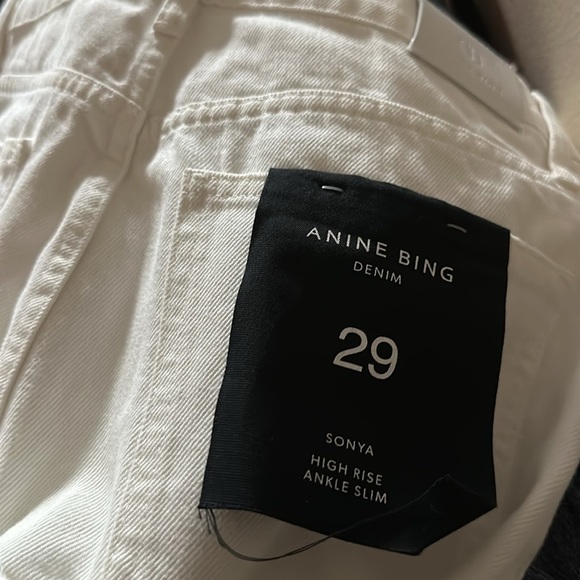 ANINE BING
DENIM
29
SONYA
HIGH RISE
ANKLE SLIM